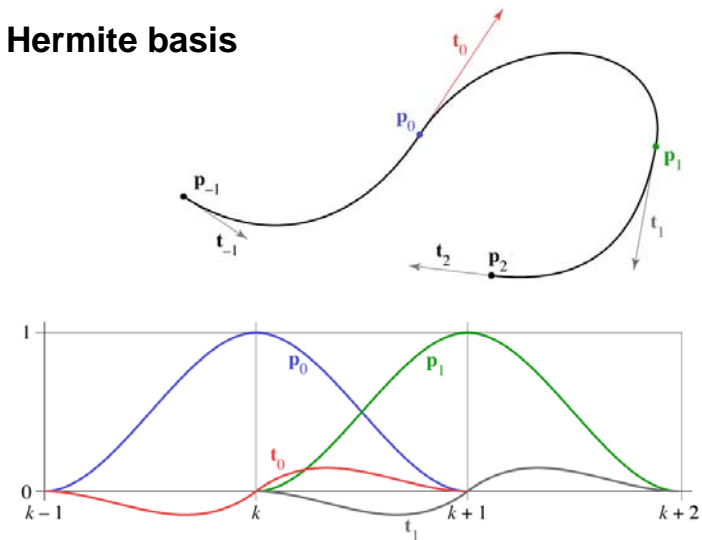 Hermite basis
t₀
p₀
p₁
p₋₁
t₋₁
t₁
t₂ p₂
1
p₀ p₁
t₀
0
k − 1 k k + 1 k + 2
t₁